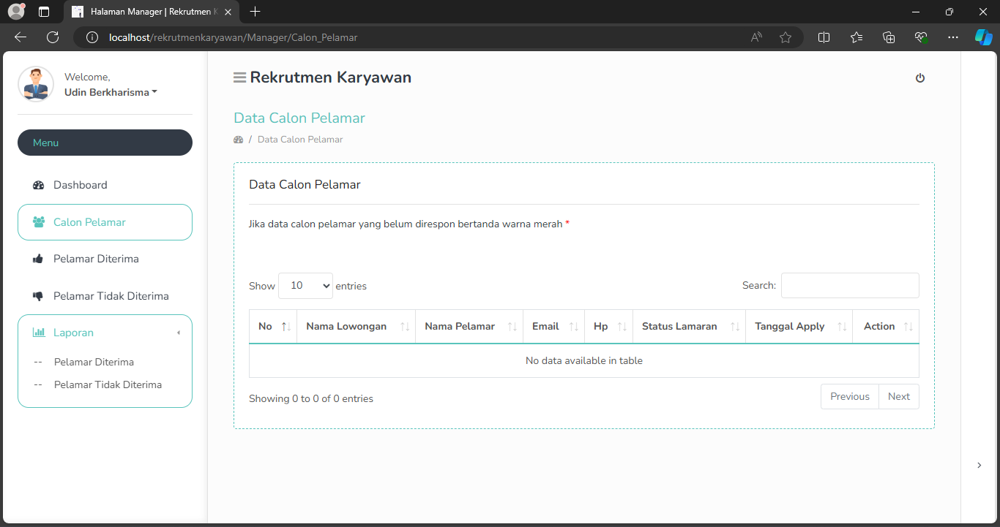 Halaman Manager | Rekrutmen K
localhost/rekrutmenkaryawan/Manager/Calon_Pelamar
Welcome,
Udin Berkharisma
Menu
Dashboard
Calon Pelamar
Pelamar Diterima
Pelamar Tidak Diterima
Laporan
-- Pelamar Diterima
-- Pelamar Tidak Diterima
Rekrutmen Karyawan
Data Calon Pelamar
/ Data Calon Pelamar
Data Calon Pelamar
Jika data calon pelamar yang belum direspon bertanda warna merah *
Show 10 entries Search:
No Nama Lowongan Nama Pelamar Email Hp Status Lamaran Tanggal Apply Action
No data available in table
Showing 0 to 0 of 0 entries Previous Next